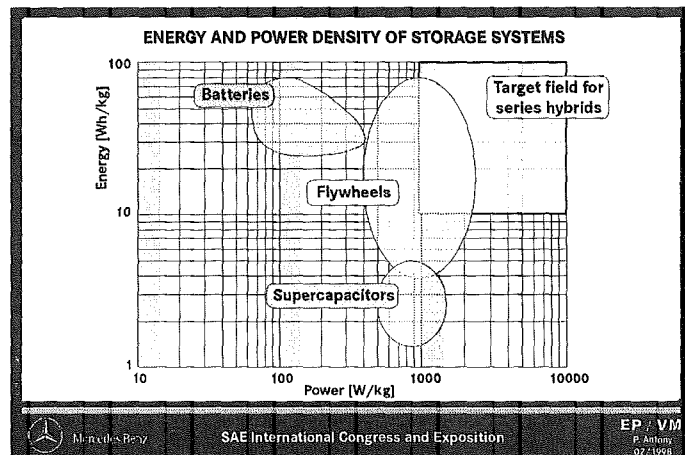 ENERGY AND POWER DENSITY OF STORAGE SYSTEMS
100
Batteries
Target field for
series hybrids
Energy [Wh/kg]
Flywheels
10
Supercapacitors
1
10
100
1000
10000
Power [W/kg]
Mercedes-Benz
SAE International Congress and Exposition
EP / VM
P. Antony
02/1998